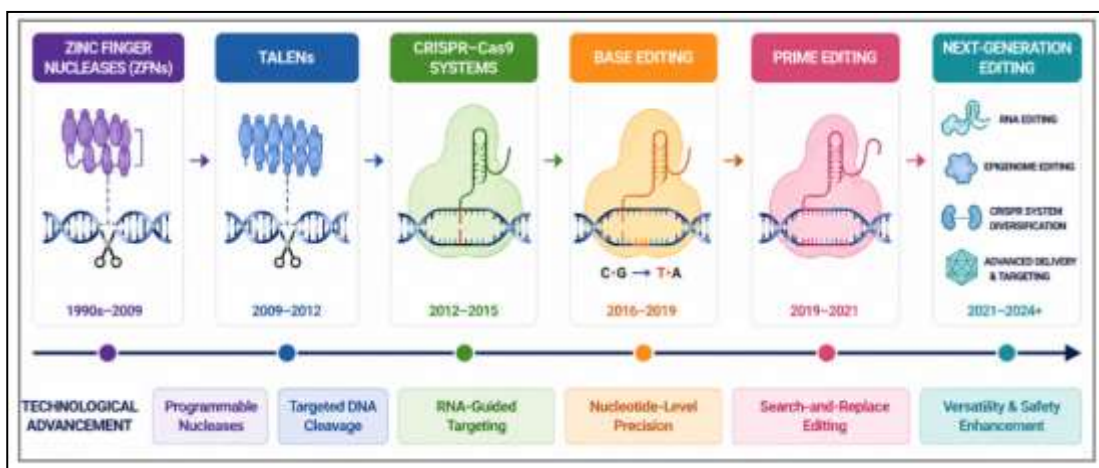 ZINC FINGER
NUCLEASES (ZFNs)
TALENs
CRISPR–Cas9
SYSTEMS
BASE EDITING
PRIME EDITING
NEXT-GENERATION
EDITING
C·G → T·A
RNA EDITING
EPIGENOME EDITING
CRISPR SYSTEM
DIVERSIFICATION
ADVANCED DELIVERY
& TARGETING
1990s–2009
2009–2012
2012–2015
2016–2019
2019–2021
2021–2024+
TECHNOLOGICAL
ADVANCEMENT
Programmable
Nucleases
Targeted DNA
Cleavage
RNA-Guided
Targeting
Nucleotide-Level
Precision
Search-and-Replace
Editing
Versatility & Safety
Enhancement